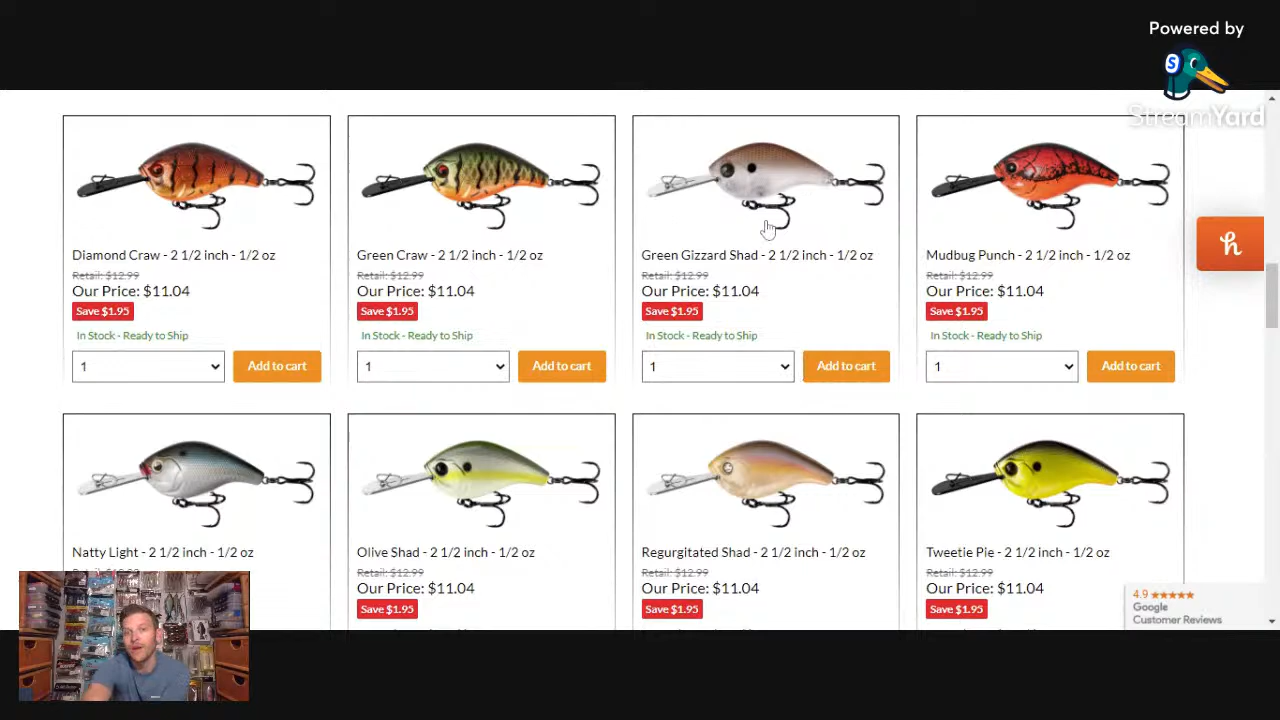 Powered by
StreamYard
Diamond Craw - 2 1/2 inch - 1/2 oz
Retail: $12.99
Our Price: $11.04
Save $1.95
In Stock - Ready to Ship
1
Add to cart
Green Craw - 2 1/2 inch - 1/2 oz
Retail: $12.99
Our Price: $11.04
Save $1.95
In Stock - Ready to Ship
1
Add to cart
Green Gizzard Shad - 2 1/2 inch - 1/2 oz
Retail: $12.99
Our Price: $11.04
Save $1.95
In Stock - Ready to Ship
1
Add to cart
Mudbug Punch - 2 1/2 inch - 1/2 oz
Retail: $12.99
Our Price: $11.04
Save $1.95
In Stock - Ready to Ship
1
Add to cart
h
Natty Light - 2 1/2 inch - 1/2 oz
Olive Shad - 2 1/2 inch - 1/2 oz
Retail: $12.99
Our Price: $11.04
Save $1.95
Regurgitated Shad - 2 1/2 inch - 1/2 oz
Retail: $12.99
Our Price: $11.04
Save $1.95
Tweetie Pie - 2 1/2 inch - 1/2 oz
Retail: $12.99
Our Price: $11.04
Save $1.95
4.9
Google
Customer Reviews